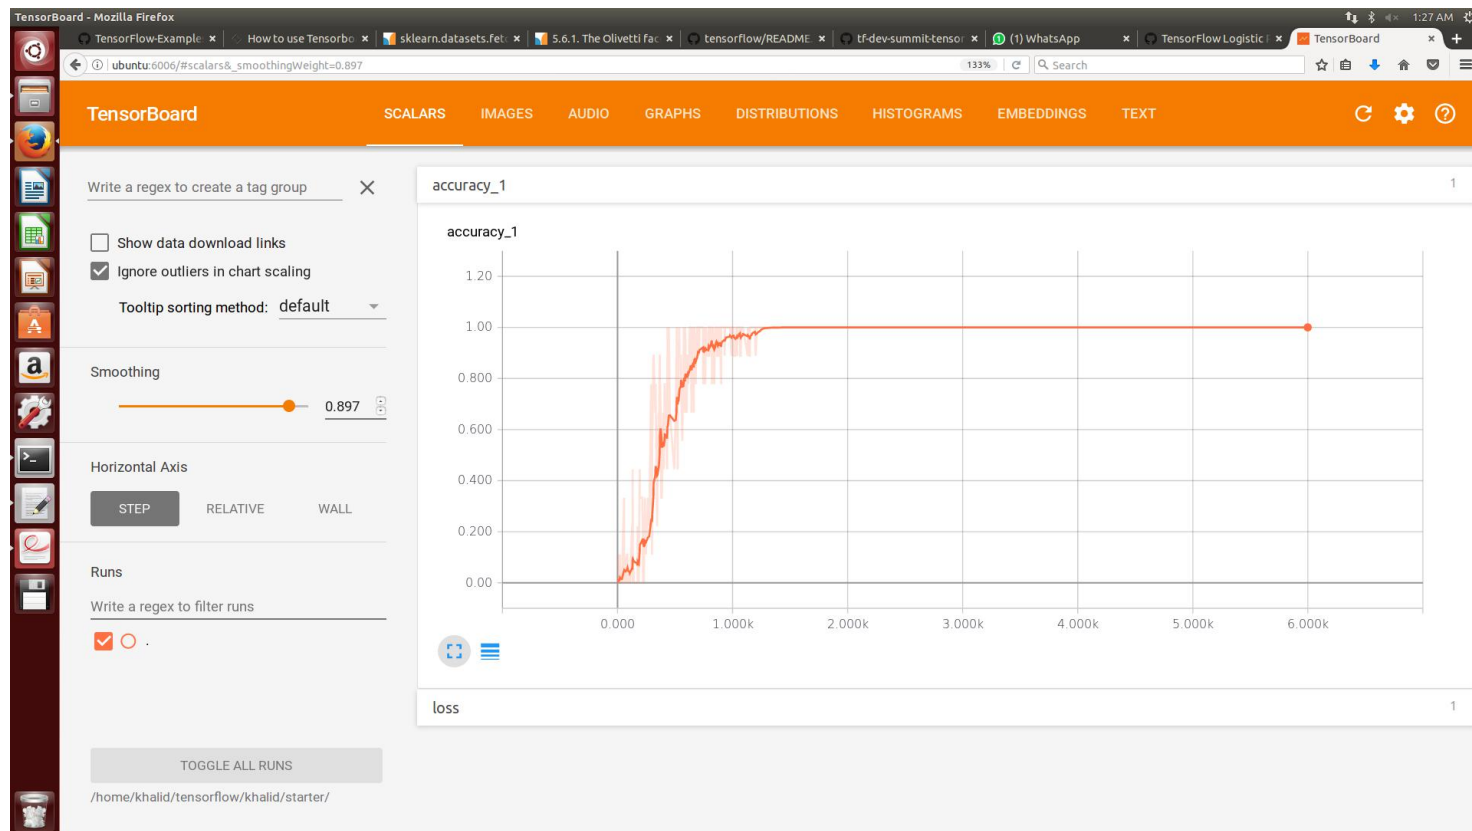 TensorBoard - Mozilla Firefox
1:27 AM
TensorFlow-Example
How to use Tensorbo
sklearn.datasets.fet
5.6.1. The Olivetti fac
tensorflow/README
tf-dev-summit-tensor
(1) WhatsApp
TensorFlow Logistic
TensorBoard
ubuntu:6006/#scalars&_smoothingWeight=0.897
133%
Search
TensorBoard
SCALARS
IMAGES
AUDIO
GRAPHS
DISTRIBUTIONS
HISTOGRAMS
EMBEDDINGS
TEXT
Write a regex to create a tag group
Show data download links
Ignore outliers in chart scaling
Tooltip sorting method: default
Smoothing
0.897
Horizontal Axis
STEP
RELATIVE
WALL
Runs
Write a regex to filter runs
.
TOGGLE ALL RUNS
/home/khalid/tensorflow/khalid/starter/
accuracy_1
1
accuracy_1
1.20
1.00
0.800
0.600
0.400
0.200
0.00
0.000
1.000k
2.000k
3.000k
4.000k
5.000k
6.000k
loss
1